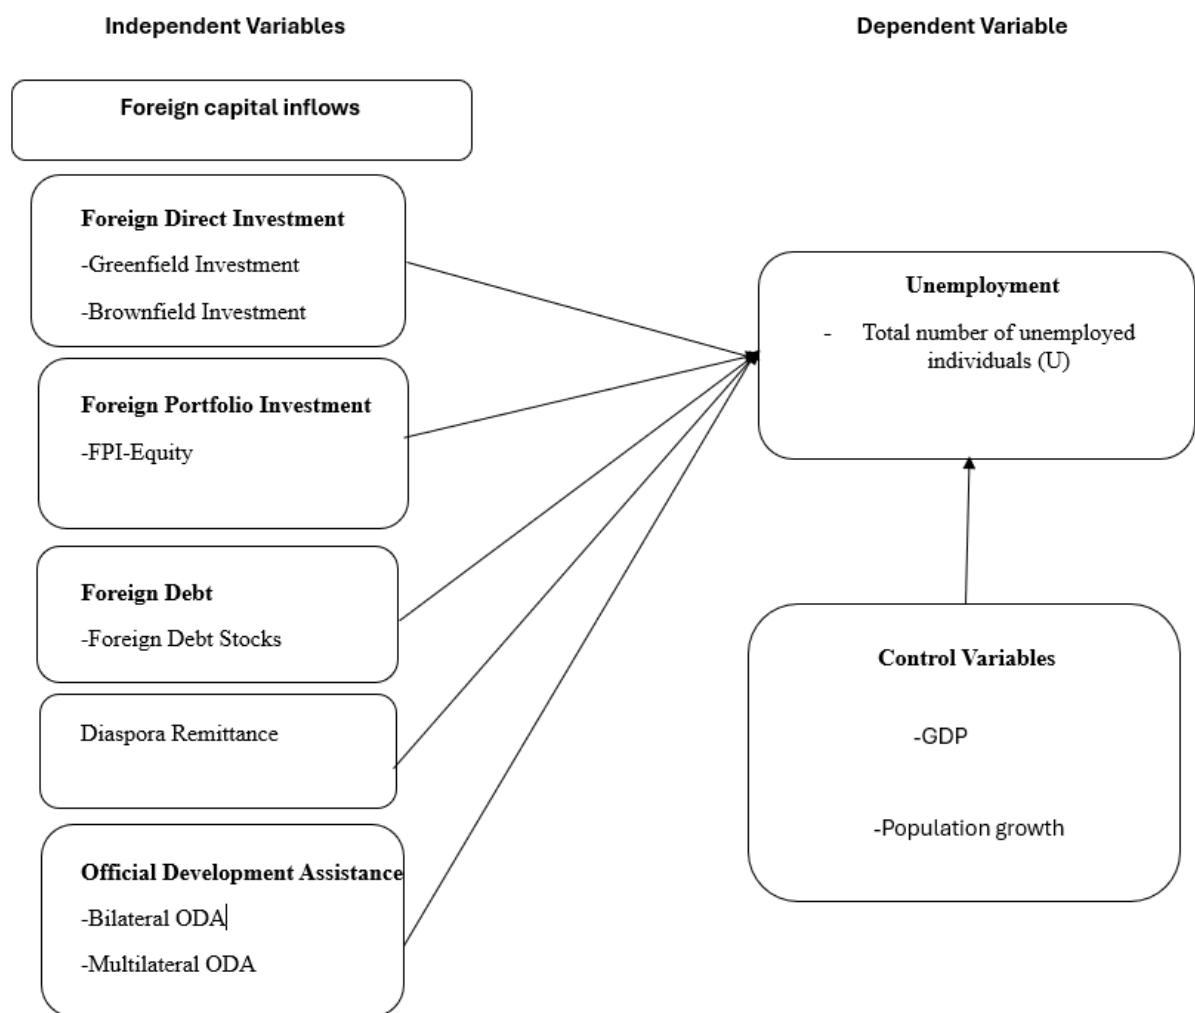 Independent Variables
Dependent Variable
Foreign capital inflows
Foreign Direct Investment
-Greenfield Investment
-Brownfield Investment
Foreign Portfolio Investment
-FPI-Equity
Foreign Debt
-Foreign Debt Stocks
Diaspora Remittance
Official Development Assistance
-Bilateral ODA
-Multilateral ODA
Unemployment
- Total number of unemployed
individuals (U)
Control Variables
-GDP
-Population growth